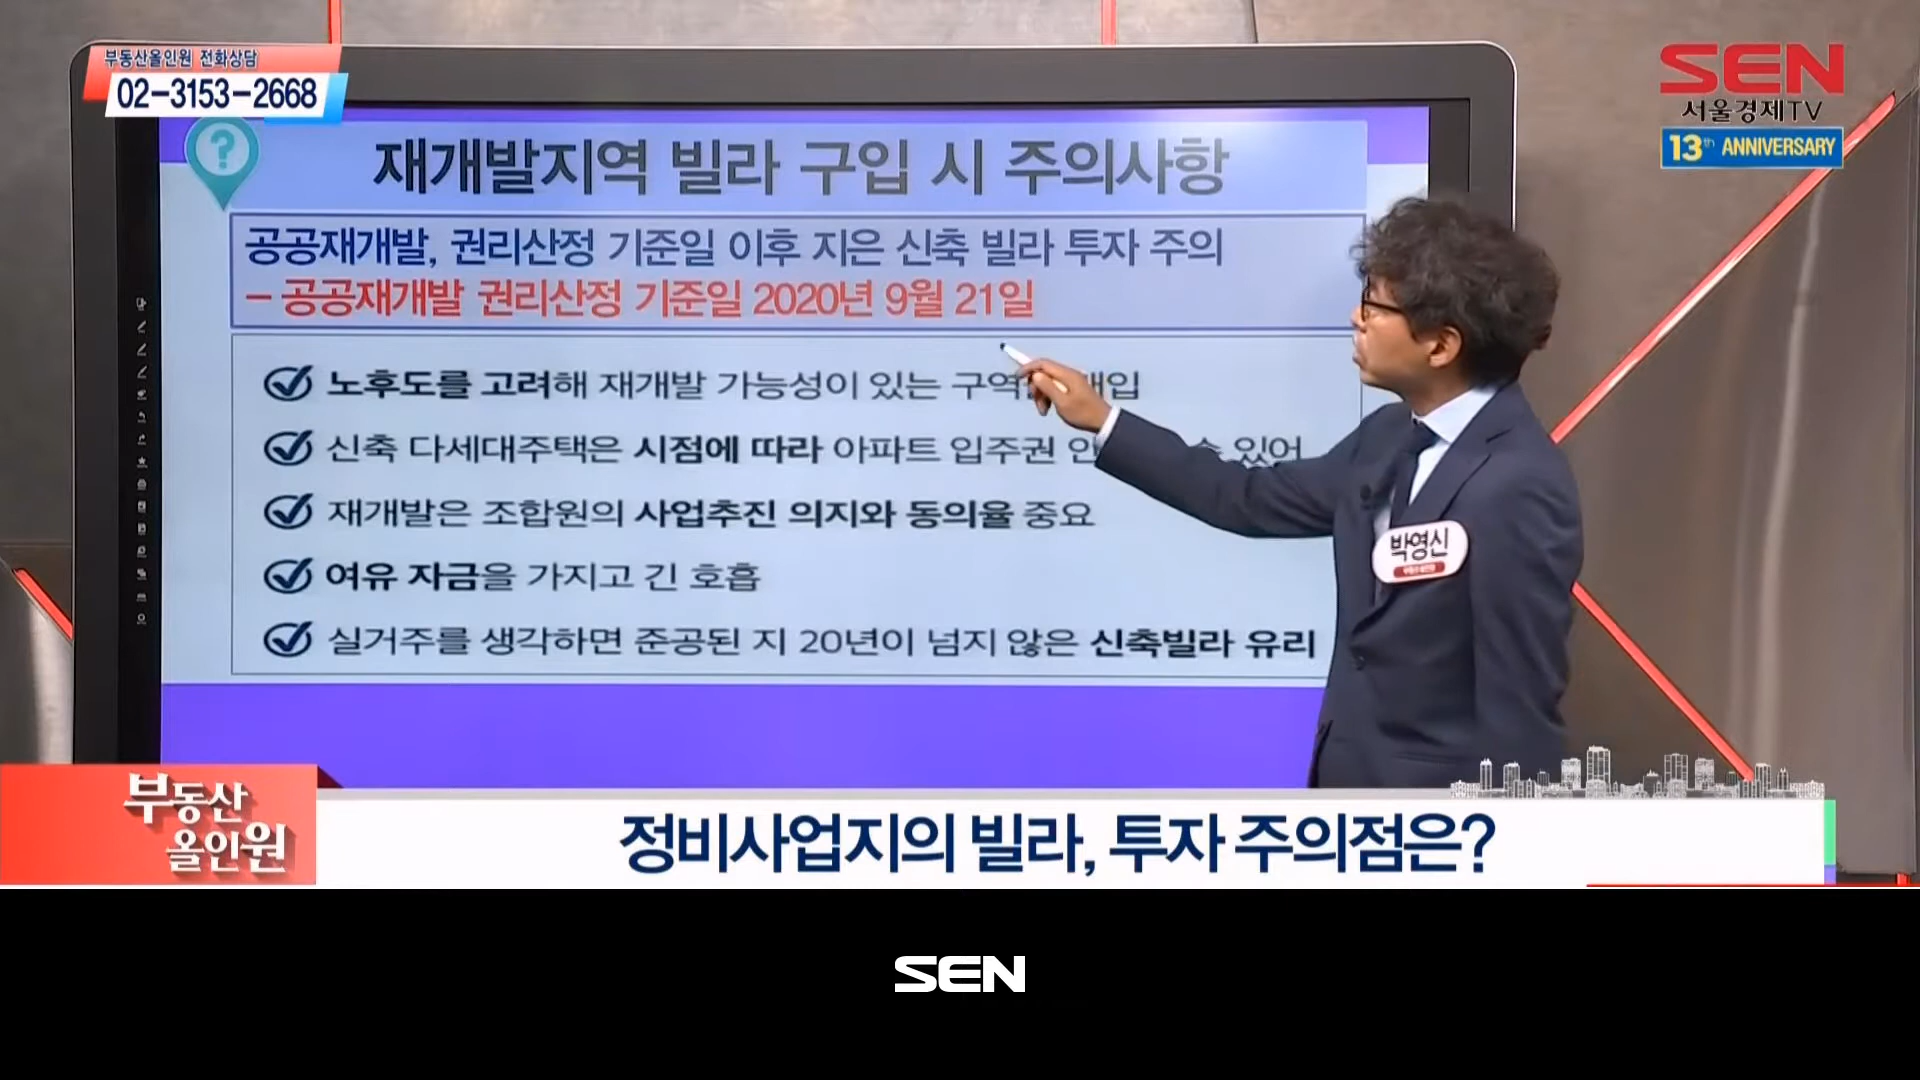 부동산올인원 전화상담
02-3153-2668
SEN
서울경제TV
13th ANNIVERSARY
재개발지역 빌라 구입 시 주의사항
공공재개발, 권리산정 기준일 이후 지은 신축 빌라 투자 주의
- 공공재개발 권리산정 기준일 2020년 9월 21일
노후도를 고려해 재개발 가능성이 있는 구역 매입
신축 다세대주택은 시점에 따라 아파트 입주권 안 수 있어
재개발은 조합원의 사업추진 의지와 동의율 중요
여유 자금을 가지고 긴 호흡
실거주를 생각하면 준공된 지 20년이 넘지 않은 신축빌라 유리
박영신
부동산
올인원
정비사업지의 빌라, 투자 주의점은?
SEN